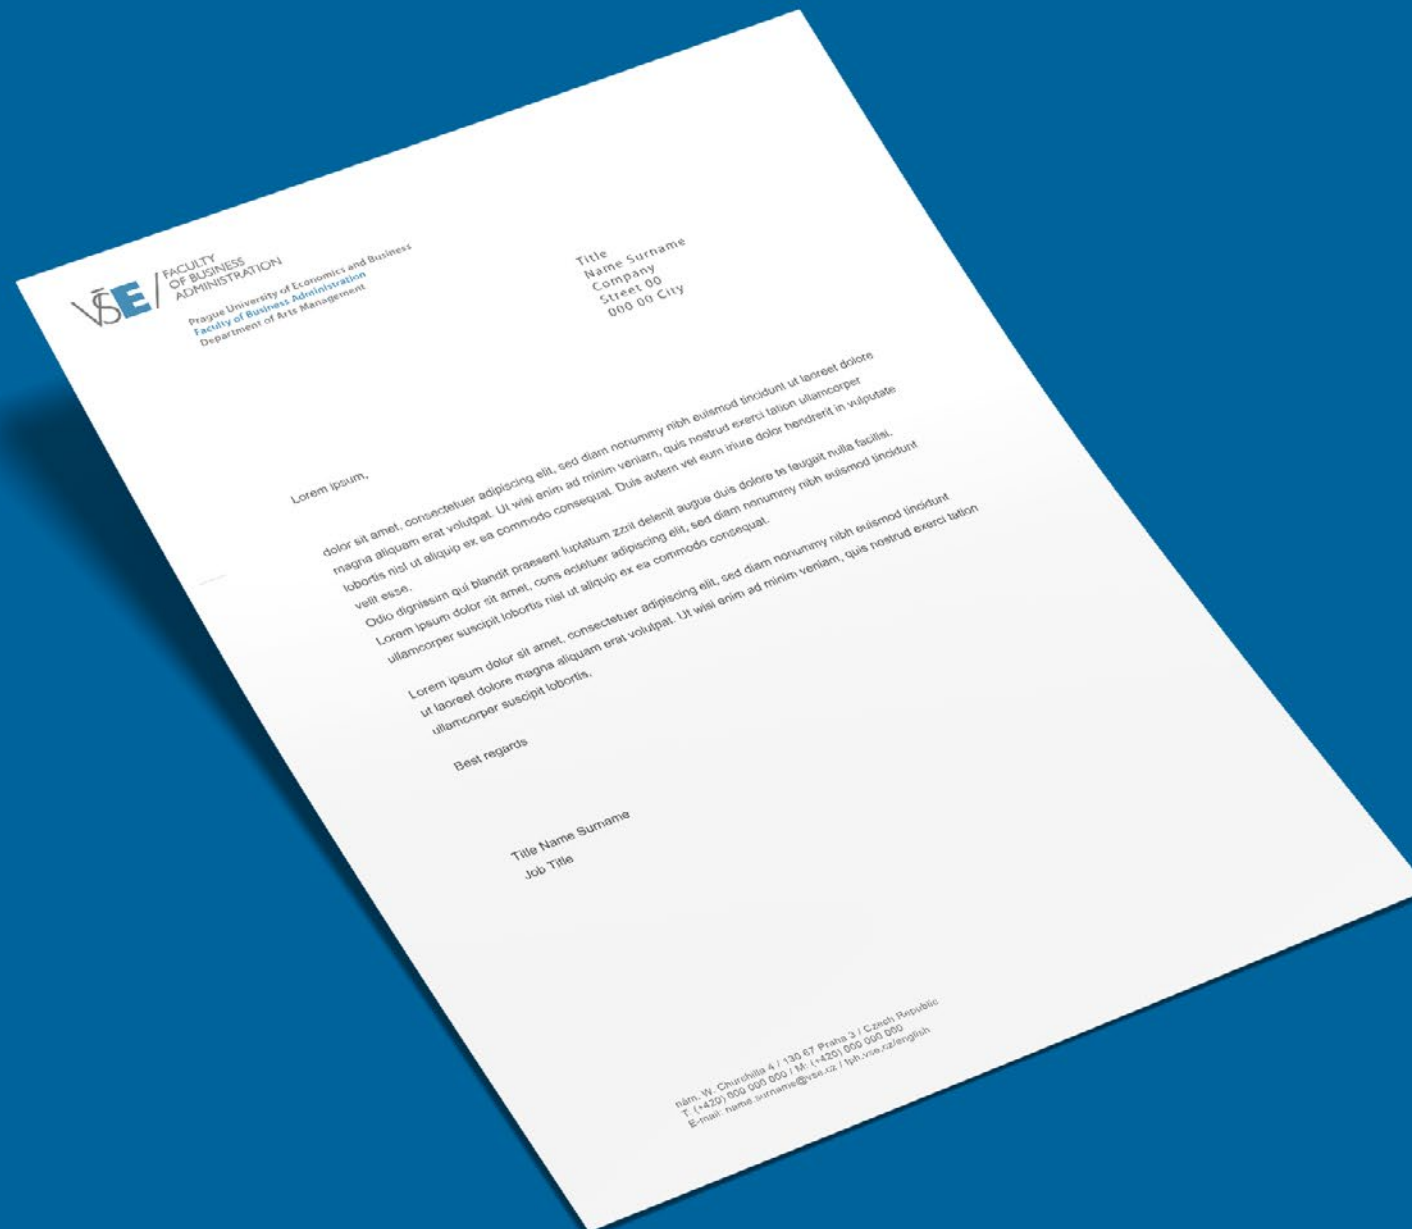 VŠE / FACULTY
OF BUSINESS
ADMINISTRATION
Prague University of Economics and Business
Faculty of Business Administration
Department of Arts Management
Title
Name Surname
Company
Street 00
000 00 City
Lorem ipsum,
dolor sit amet, consectetuer adipiscing elit, sed diam nonummy nibh euismod tincidunt ut laoreet dolore
magna aliquam erat volutpat. Ut wisi enim ad minim veniam, quis nostrud exerci tation ullamcorper
lobortis nisl ut aliquip ex ea commodo consequat. Duis autem vel eum iriure dolor hendrerit in vulputate
velit esse.
Odio dignissim qui blandit praesent luptatum zzril delenit augue duis dolore te feugait nulla facilisi.
Lorem ipsum dolor sit amet, cons ectetuer adipiscing elit, sed diam nonummy nibh euismod tincidunt
ullamcorper suscipit lobortis nisl ut aliquip ex ea commodo consequat.
Lorem ipsum dolor sit amet, consectetuer adipiscing elit, sed diam nonummy nibh euismod tincidunt
ut laoreet dolore magna aliquam erat volutpat. Ut wisi enim ad minim veniam, quis nostrud exerci tation
ullamcorper suscipit lobortis.
Best regards
Title Name Surname
Job Title
nám. W. Churchilla 4 / 130 67 Praha 3 / Czech Republic
T: (+420) 000 000 000 / M: (+420) 000 000 000
E-mail: name.surname@vse.cz / fph.vse.cz/english